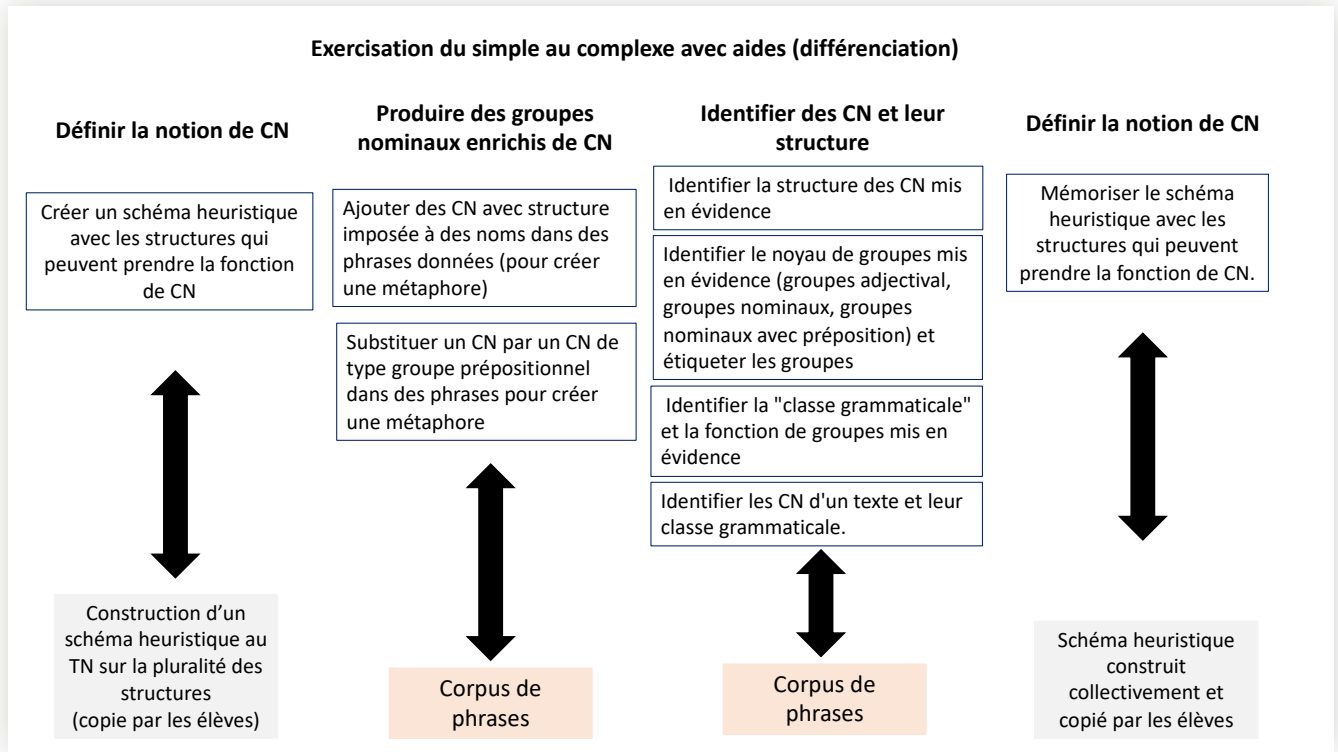 Exercisation du simple au complexe avec aides (différenciation)
Définir la notion de CN
Créer un schéma heuristique
avec les structures qui
peuvent prendre la fonction
de CN
Construction d’un
schéma heuristique au
TN sur la pluralité des
structures
(copie par les élèves)
Produire des groupes
nominaux enrichis de CN
Ajouter des CN avec structure
imposée à des noms dans des
phrases données (pour créer
une métaphore)
Substituer un CN par un CN de
type groupe prépositionnel
dans des phrases pour créer
une métaphore
Corpus de
phrases
Identifier des CN et leur
structure
Identifier la structure des CN mis
en évidence
Identifier le noyau de groupes mis
en évidence (groupes adjectival,
groupes nominaux, groupes
nominaux avec préposition) et
étiqueter les groupes
Identifier la "classe grammaticale"
et la fonction de groupes mis en
évidence
Identifier les CN d'un texte et leur
classe grammaticale.
Corpus de
phrases
Définir la notion de CN
Mémoriser le schéma
heuristique avec les
structures qui peuvent
prendre la fonction de CN.
Schéma heuristique
construit
collectivement et
copié par les élèves